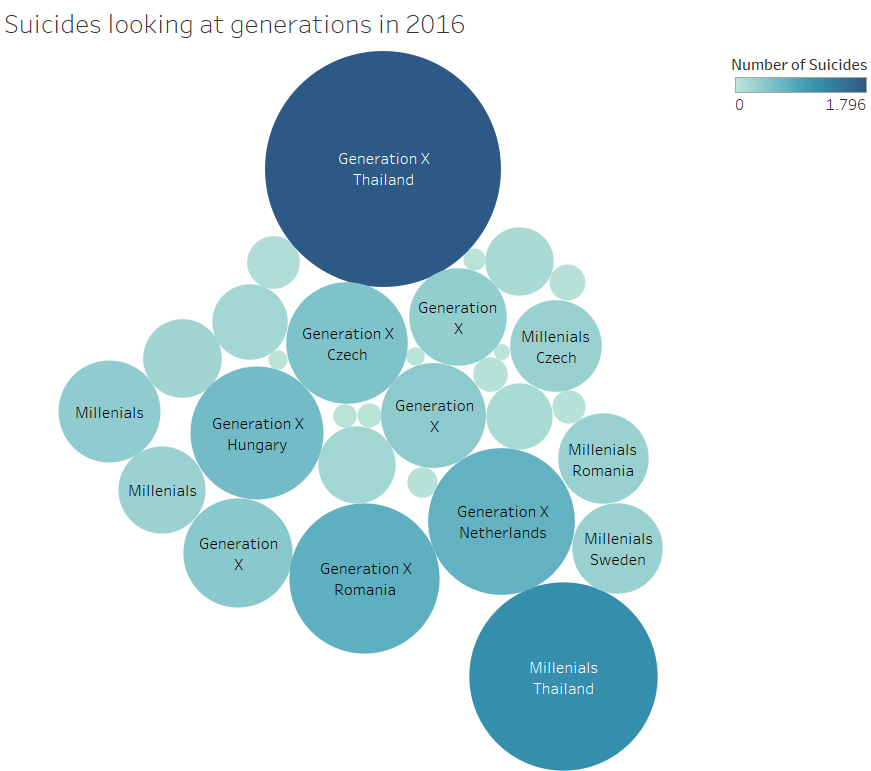 Suicides looking at generations in 2016
Number of Suicides
0
1.796
Generation X
Thailand
Generation
X
Generation X
Czech
Millenials
Czech
Millenials
Generation
X
Generation X
Hungary
Millenials
Romania
Millenials
Generation X
Netherlands
Generation
X
Millenials
Sweden
Generation X
Romania
Millenials
Thailand